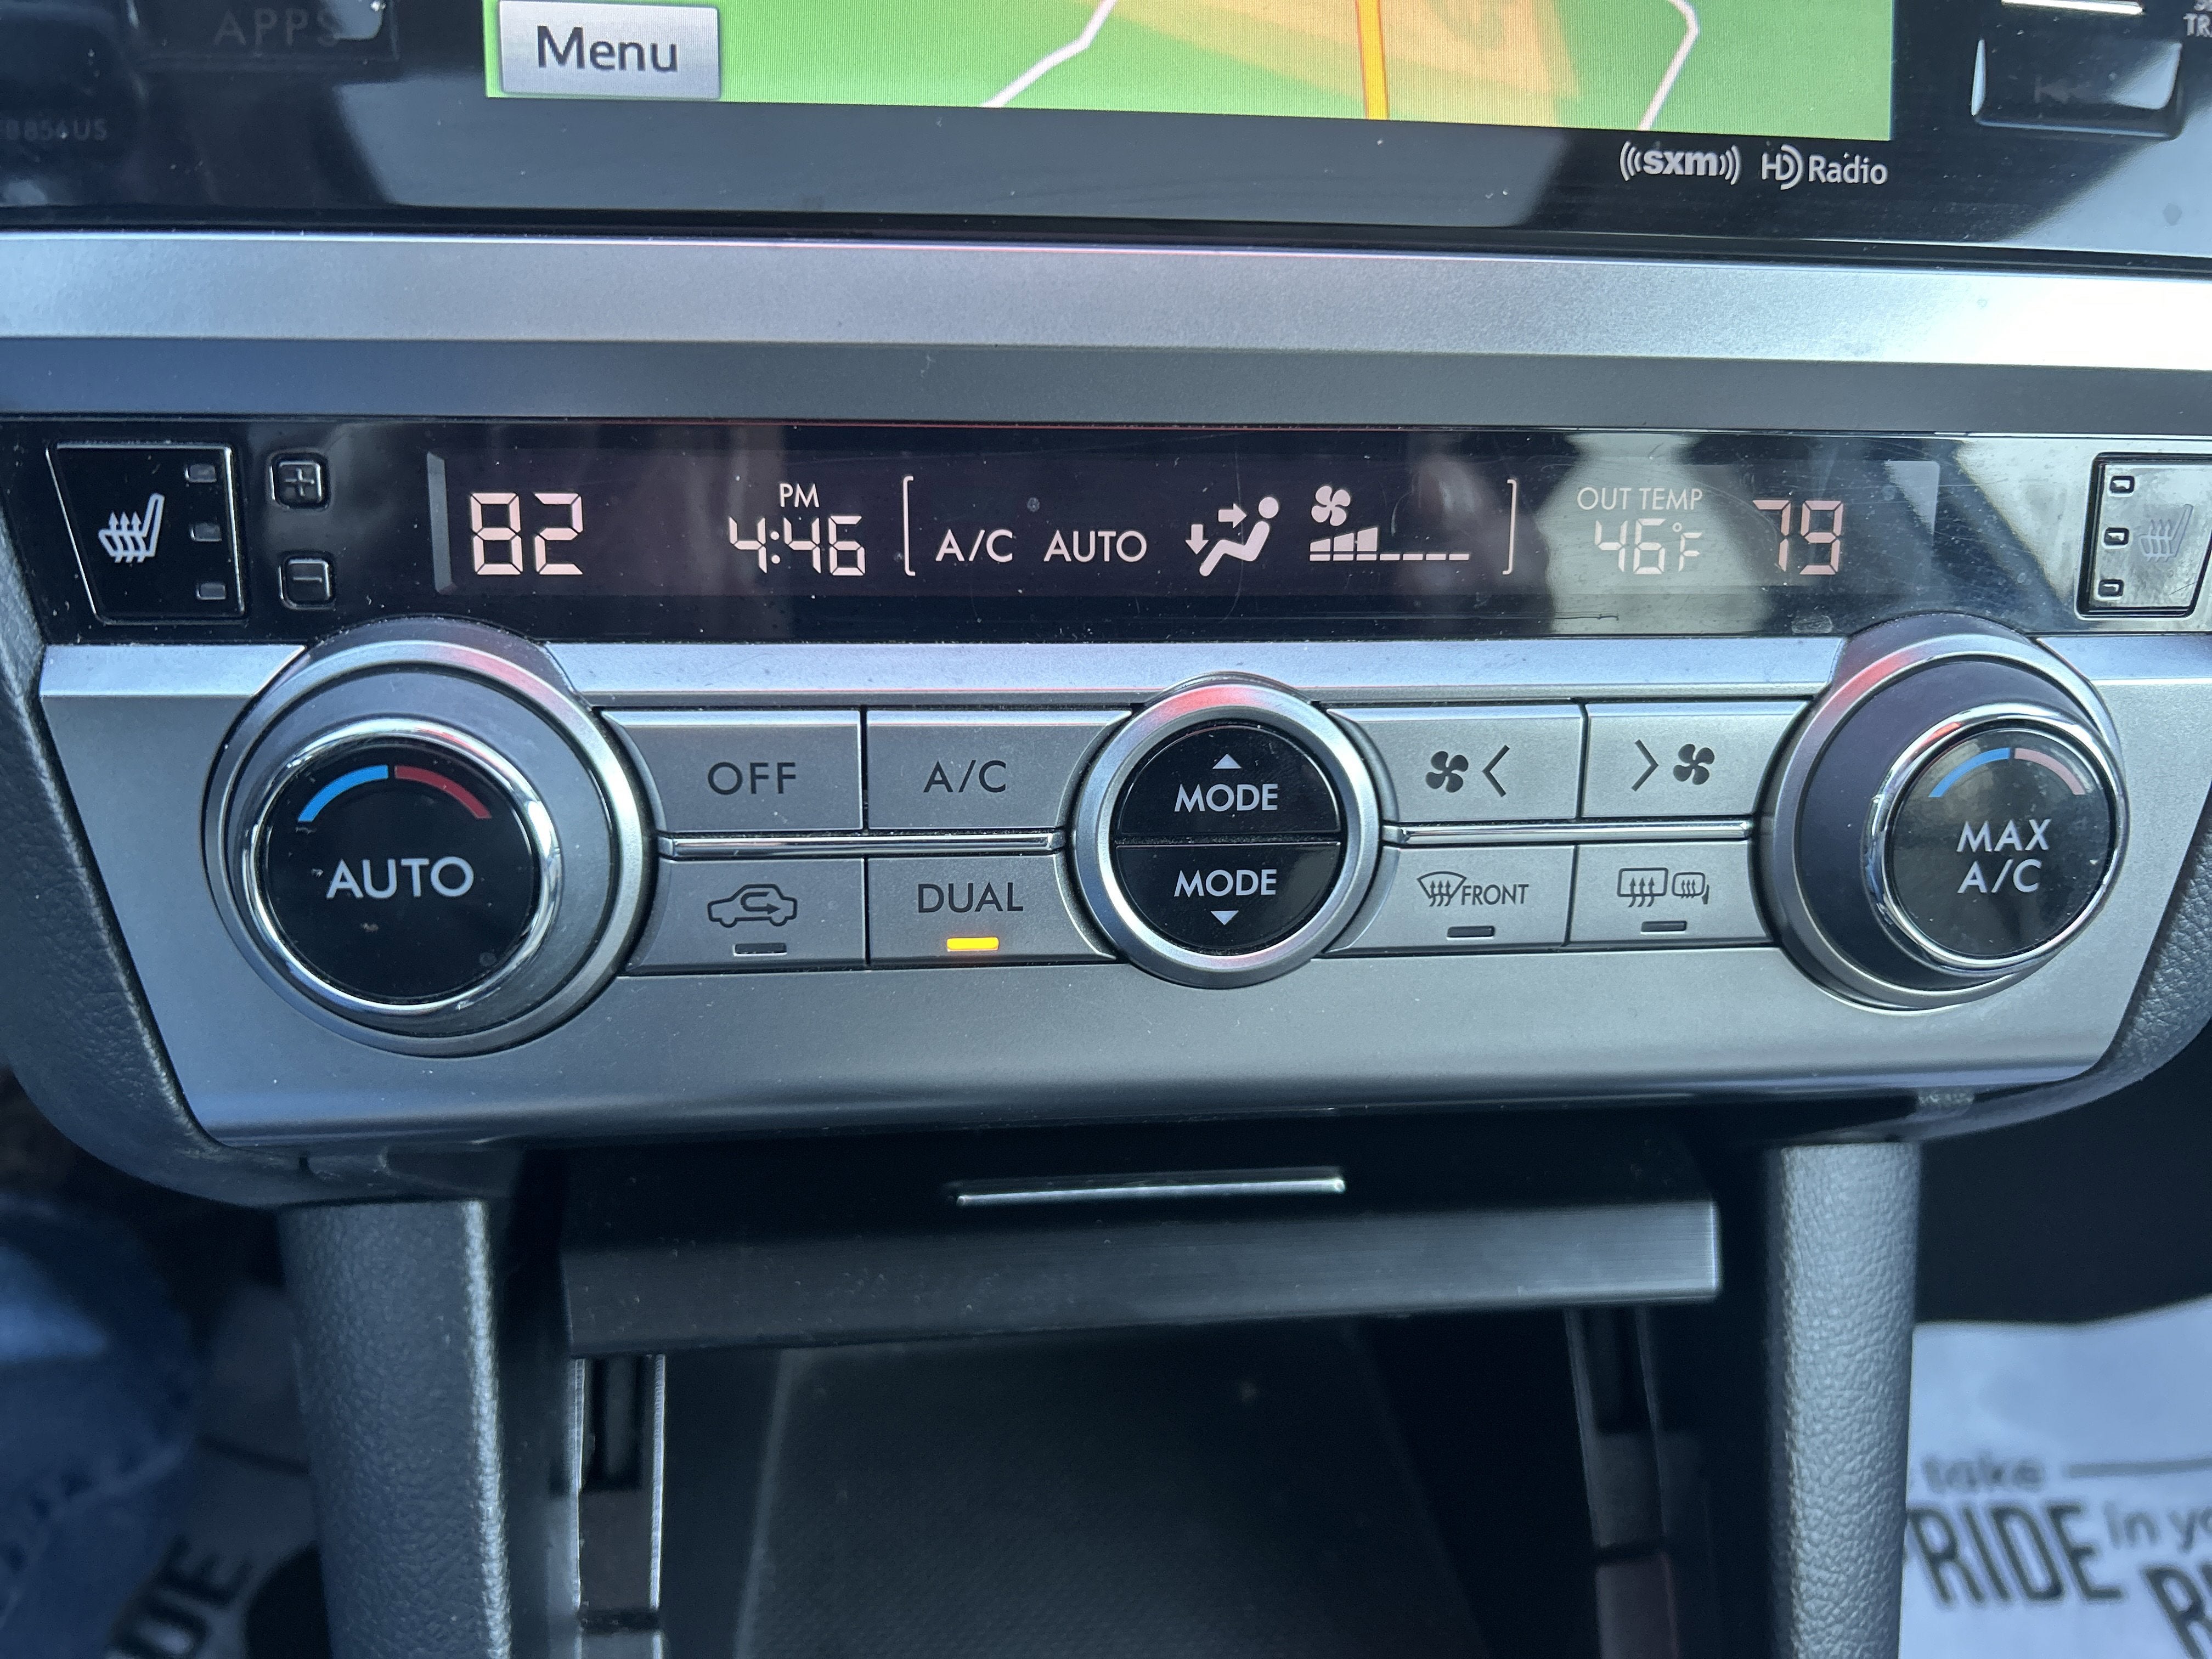 APPS
Menu
8854US
((sxm)) HD Radio
82
PM
4:46
A/C AUTO
OUT TEMP
46°F
79
+
-
OFF
A/C
MODE
AUTO
DUAL
MODE
FRONT
MAX
A/C
take
PRIDE in yo